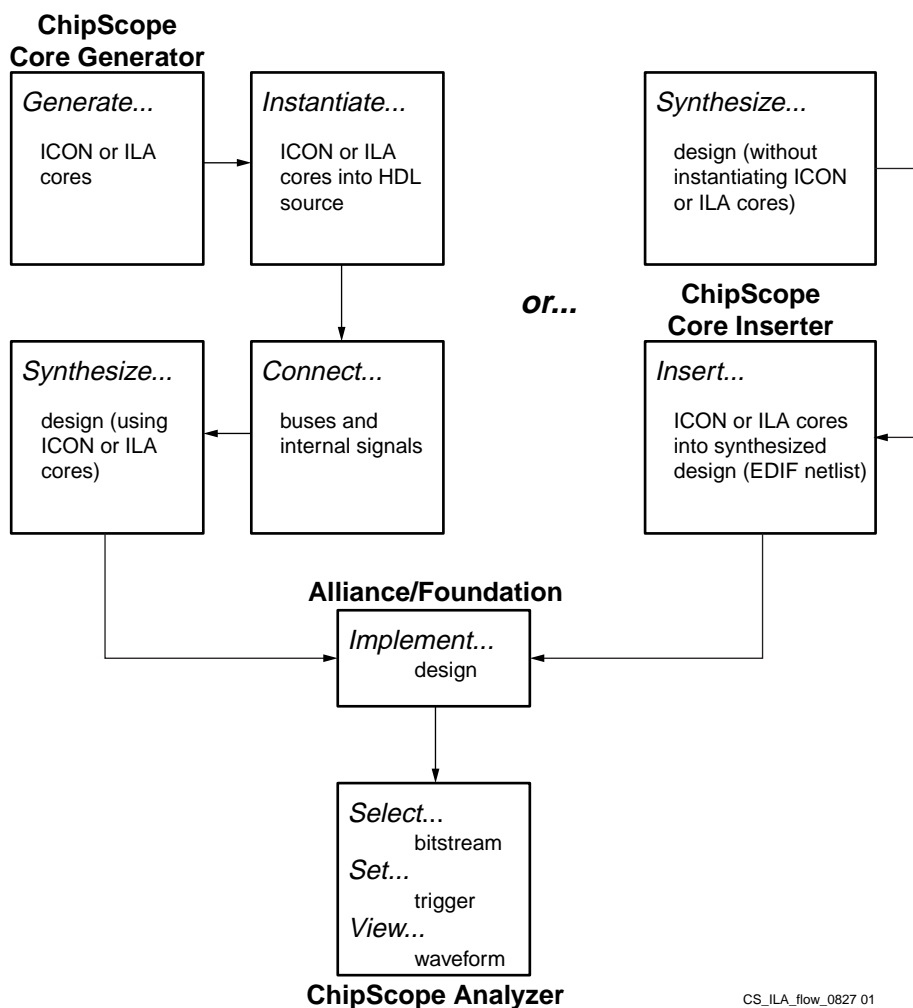 ChipScope
Core Generator
Generate...
ICON or ILA
cores
Instantiate...
ICON or ILA
cores into HDL
source
Synthesize...
design (without
instantiating ICON
or ILA cores)
or...
ChipScope
Core Inserter
Synthesize...
design (using
ICON or ILA
cores)
Connect...
buses and
internal signals
Insert...
ICON or ILA cores
into synthesized
design (EDIF netlist)
Alliance/Foundation
Implement...
design
Select...
bitstream
Set...
trigger
View...
waveform
ChipScope Analyzer
CS_ILA_flow_0827 01